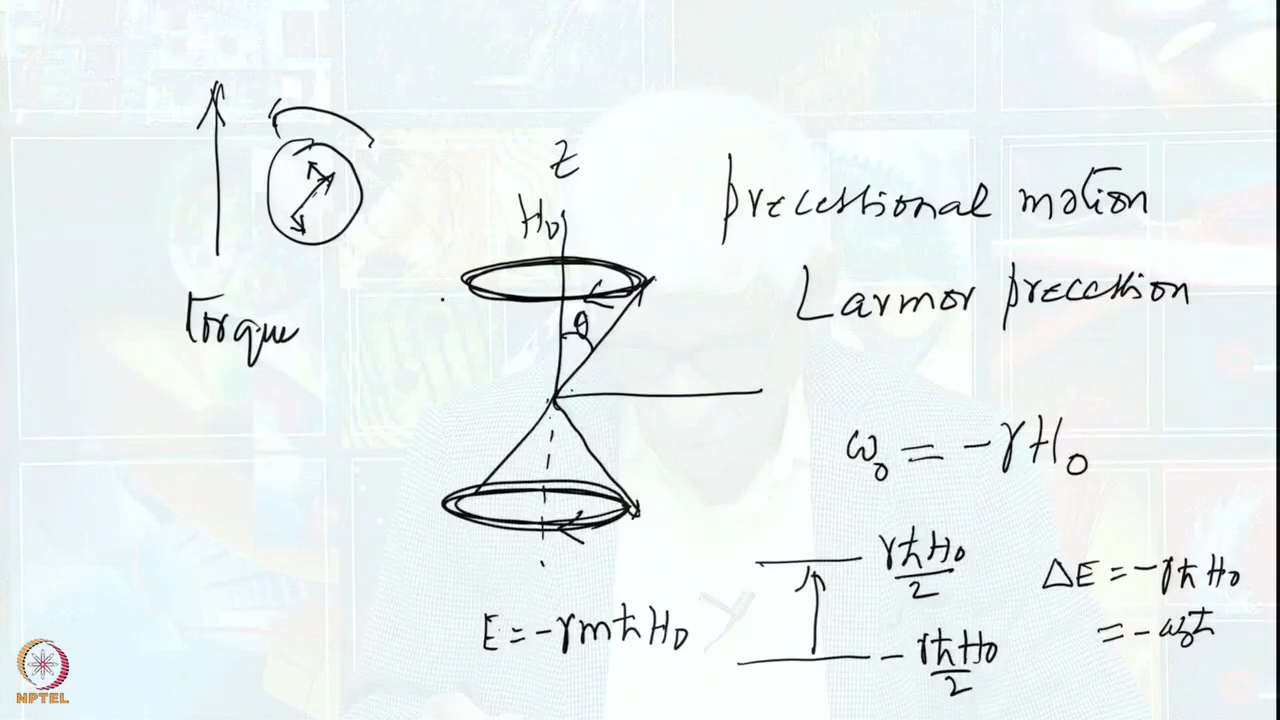 Torque
Z
H₀
θ
precessional motion
Larmor precession
ω₀ = -γH₀
γħH₀/2
-γħH₀/2
E = -γmħH₀
ΔE = -γħH₀
= -ω₀ħ
NPTEL